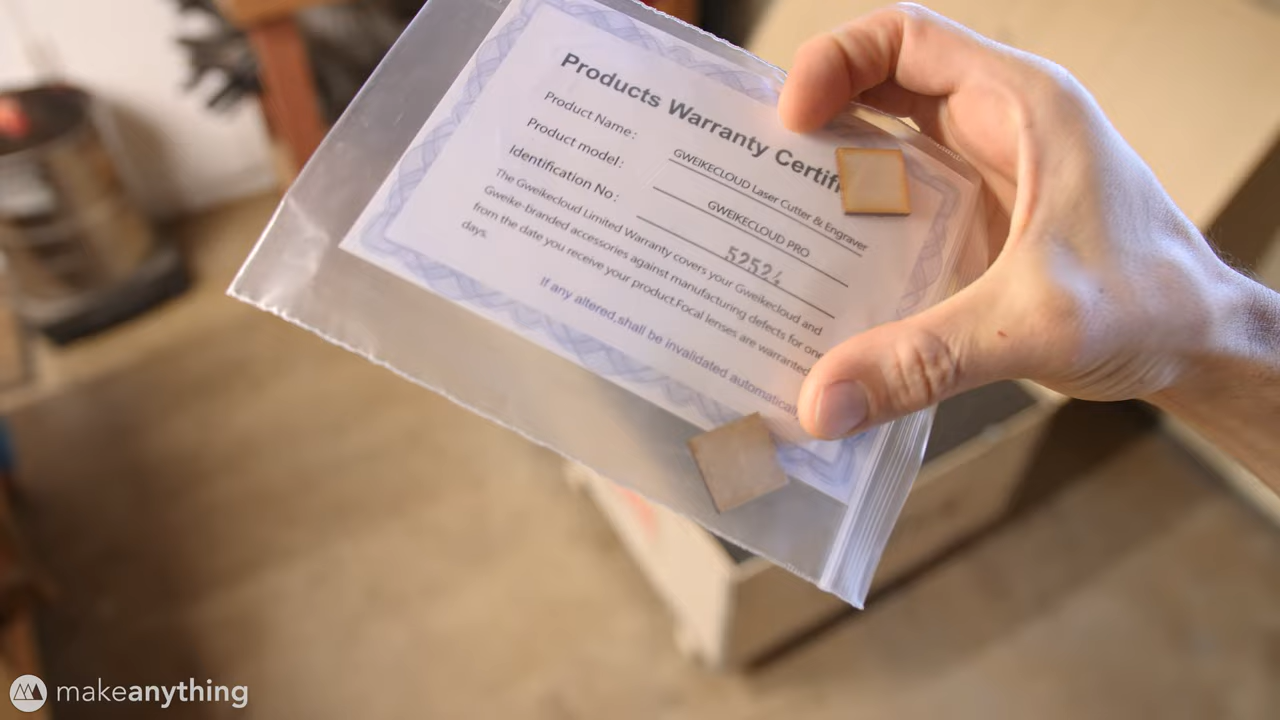 Products Warranty Certifi
Product Name: GWEIKECLOUD Laser Cutter & Engraver
Product model: GWEIKECLOUD PRO
Identification No: 52524
The Gweikecloud Limited Warranty covers your Gweikecloud and
Gweike-branded accessories against manufacturing defects for one
from the date you receive your product.Focal lenses are warranted
days.
If any altered,shall be invalidated automatically
makeanything